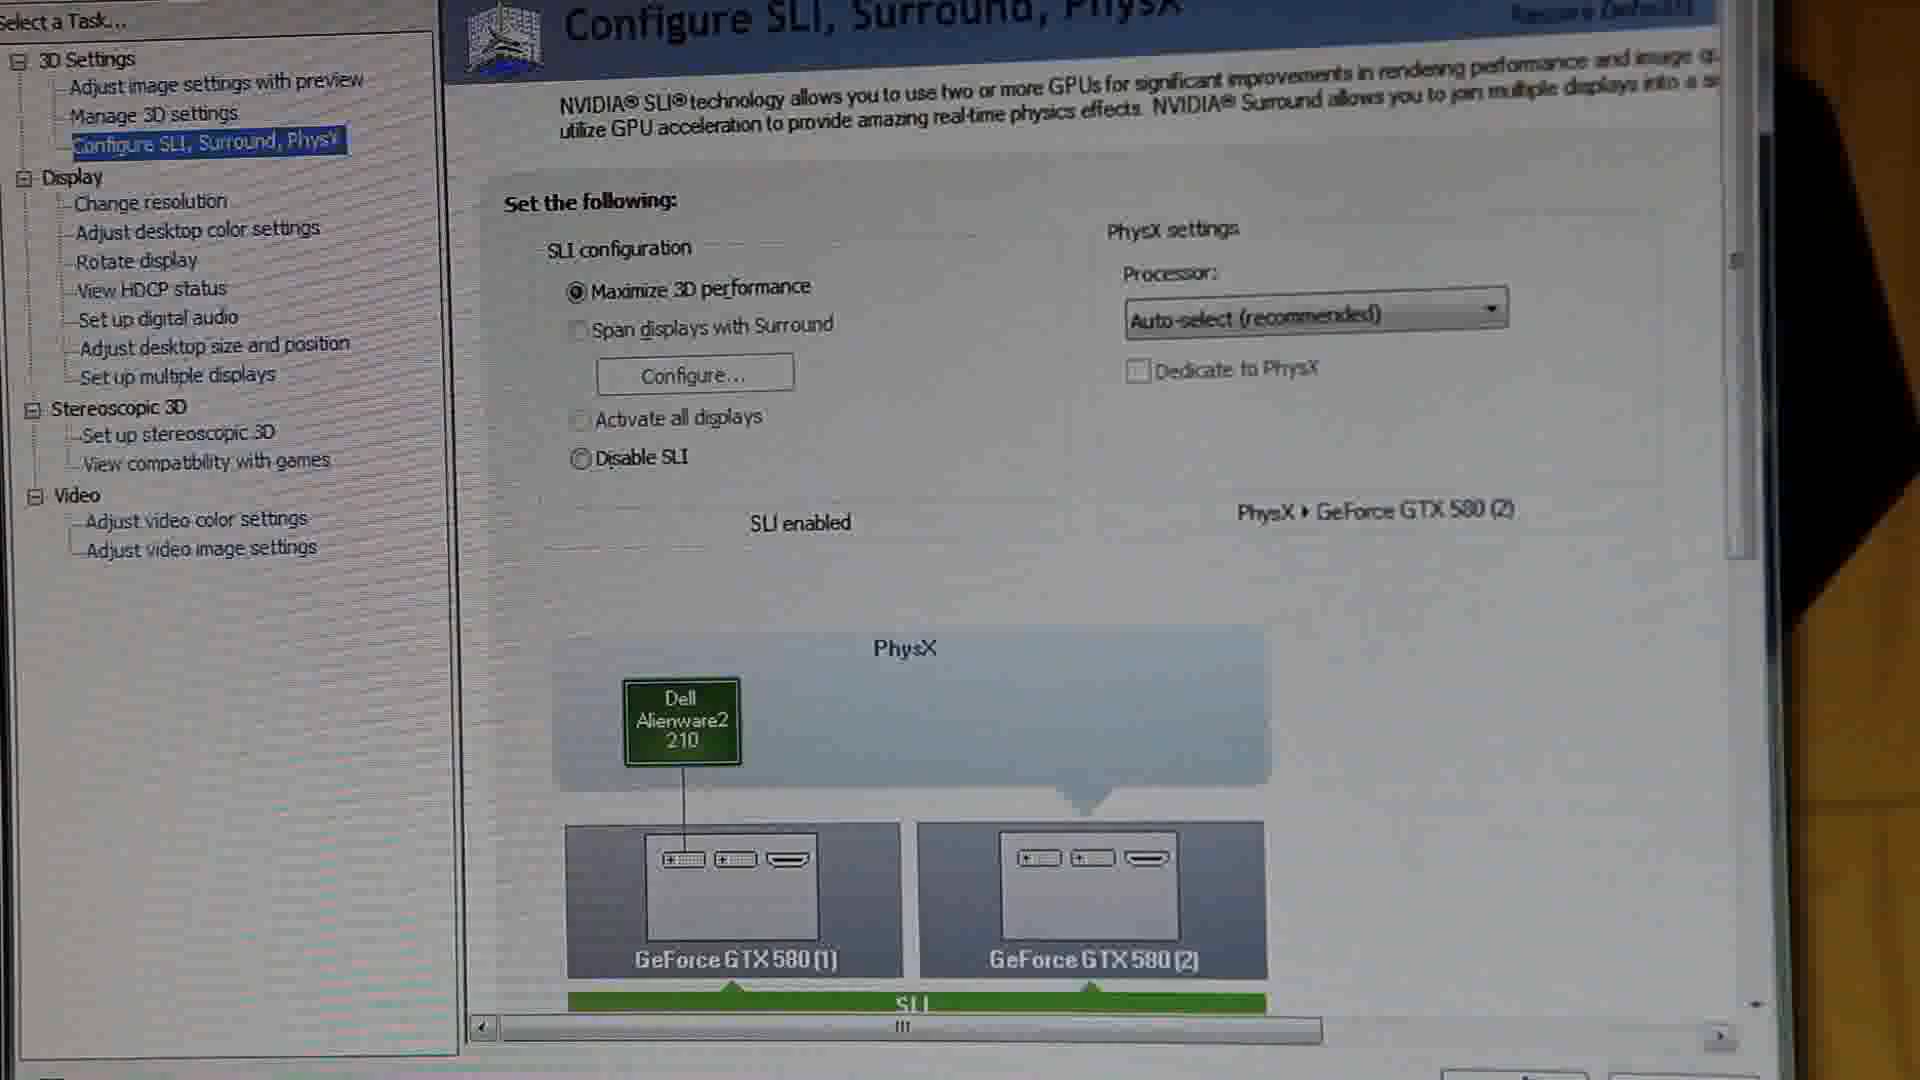 Select a Task...
3D Settings
Adjust image settings with preview
Manage 3D settings
Configure SLI, Surround, PhysX
Display
Change resolution
Adjust desktop color settings
Rotate display
View HDCP status
Set up digital audio
Adjust desktop size and position
Set up multiple displays
Stereoscopic 3D
Set up stereoscopic 3D
View compatibility with games
Video
Adjust video color settings
Adjust video image settings
Configure SLI, Surround, PhysX
Restore Defaults
NVIDIA® SLI® technology allows you to use two or more GPUs for significant improvements in rendering performance and image
utilize GPU acceleration to provide amazing real-time physics effects. NVIDIA® Surround allows you to join multiple displays into a
Set the following:
SLI configuration
Maximize 3D performance
Span displays with Surround
Configure...
Activate all displays
Disable SLI
SLI enabled
PhysX settings
Processor:
Auto-select (recommended)
Dedicate to PhysX
PhysX ▸ GeForce GTX 580 (2)
PhysX
Dell
Alienware2
210
GeForce GTX 580 (1)
GeForce GTX 580 (2)
SLI